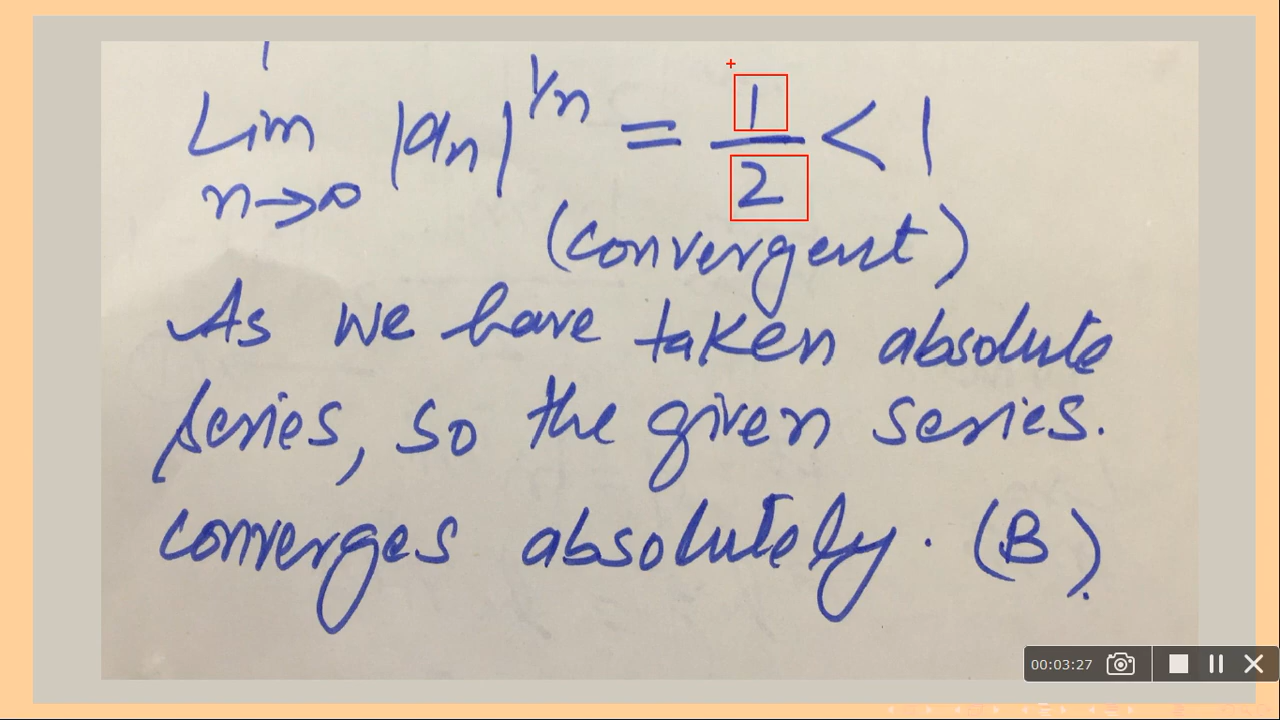 Lim |an|^1/n = 1/2 < 1
n→∞
(convergent)
As we have taken absolute
series, so the given series.
converges absolutely. (B).
00:03:27